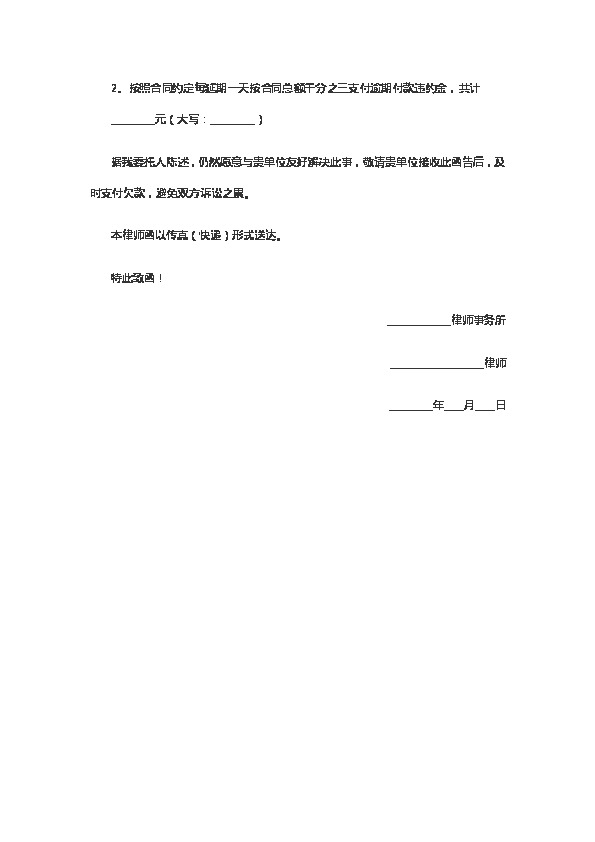 2。 按照合同约定每延期一天按合同总额千分之三支付逾期付款违约金，共计
________元（大写：________）
据我委托人陈述，仍然愿意与贵单位友好解决此事，敬请贵单位接收此函告后，及
时支付欠款，避免双方诉讼之累。
本律师函以传真（快递）形式送达。
特此致函！
____________律师事务所
_________________律师
________年____月____日